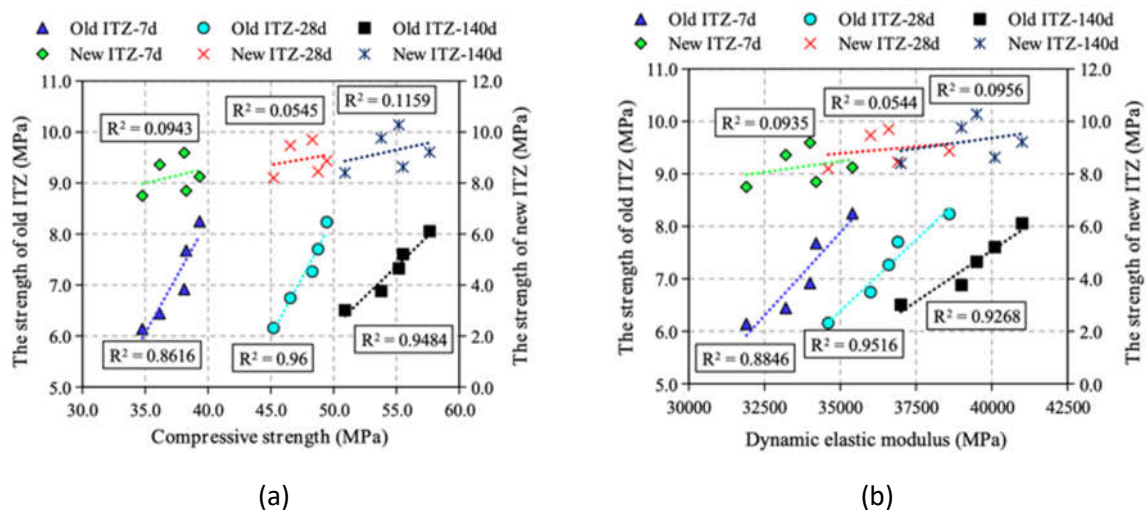 Old ITZ-7d Old ITZ-28d Old ITZ-140d
New ITZ-7d New ITZ-28d New ITZ-140d
11.0
10.0
9.0
8.0
7.0
6.0
5.0
12.0
10.0
8.0
6.0
4.0
2.0
0.0
The strength of old ITZ (MPa)
The strength of new ITZ (MPa)
R² = 0.0943
R² = 0.0545
R² = 0.1159
R² = 0.8616
R² = 0.96
R² = 0.9484
30.0 35.0 40.0 45.0 50.0 55.0 60.0
Compressive strength (MPa)
(a)
Old ITZ-7d Old ITZ-28d Old ITZ-140d
New ITZ-7d New ITZ-28d New ITZ-140d
11.0
10.0
9.0
8.0
7.0
6.0
5.0
12.0
10.0
8.0
6.0
4.0
2.0
0.0
The strength of old ITZ (MPa)
The strength of new ITZ (MPa)
R² = 0.0935
R² = 0.0544
R² = 0.0956
R² = 0.8846
R² = 0.9516
R² = 0.9268
30000 32500 35000 37500 40000 42500
Dynamic elastic modulus (MPa)
(b)